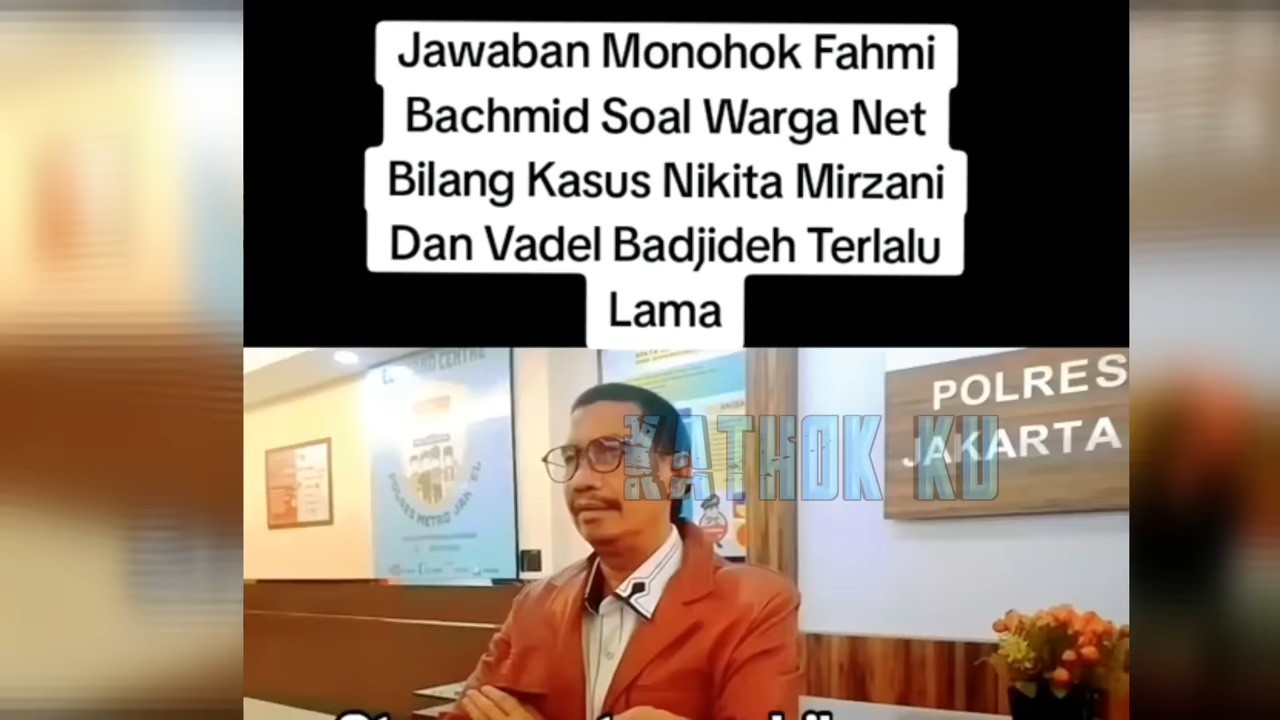 Jawaban Monohok Fahmi
Bachmid Soal Warga Net
Bilang Kasus Nikita Mirzani
Dan Vadel Badjideh Terlalu
Lama
POLRES
JAKARTA
KATHOK KU
POLRES METRO